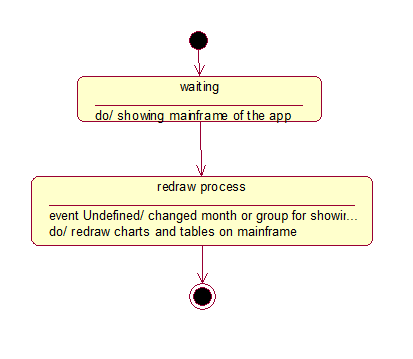 waiting
do/ showing mainframe of the app
redraw process
event Undefined/ changed month or group for showir...
do/ redraw charts and tables on mainframe